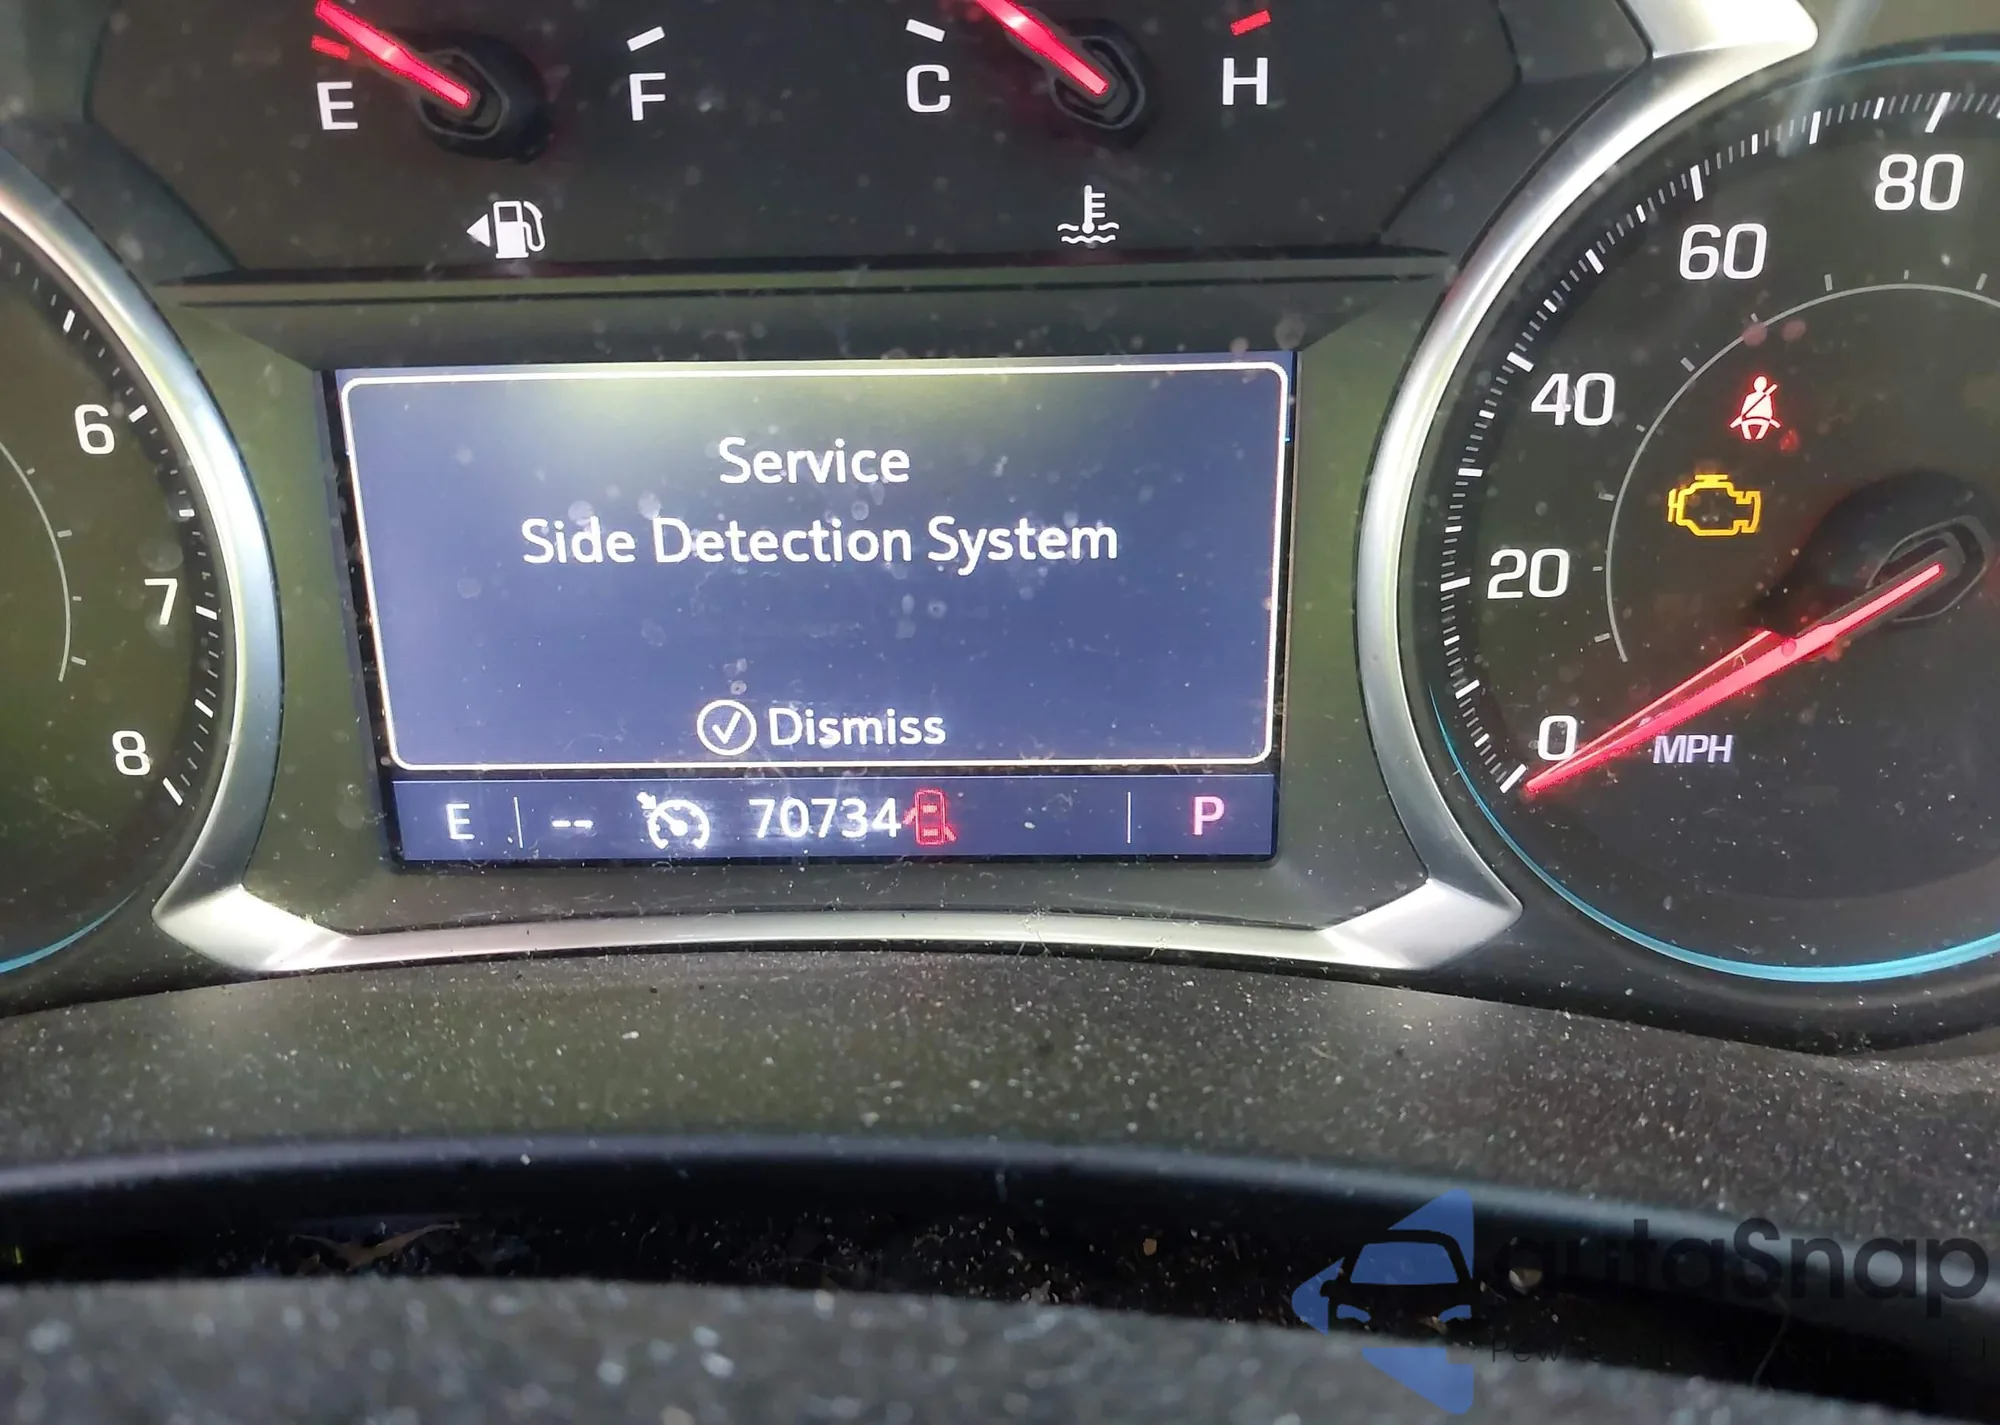 E F C H
80
60
6
40
Service
Side Detection System
20
7
Dismiss
0
MPH
8
E -- 70734 P
autoSnap